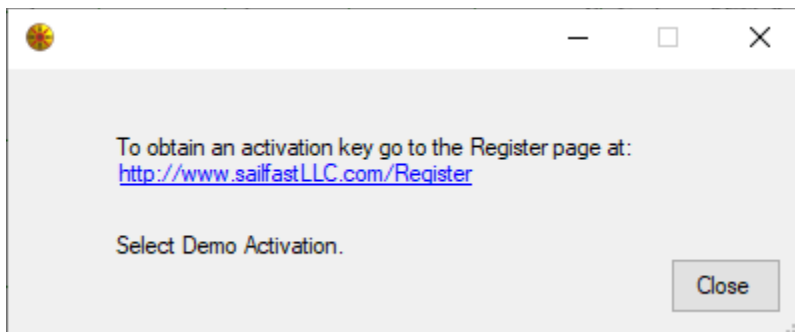 To obtain an activation key go to the Register page at:
http://www.sailfastLLC.com/Register
Select Demo Activation.
Close